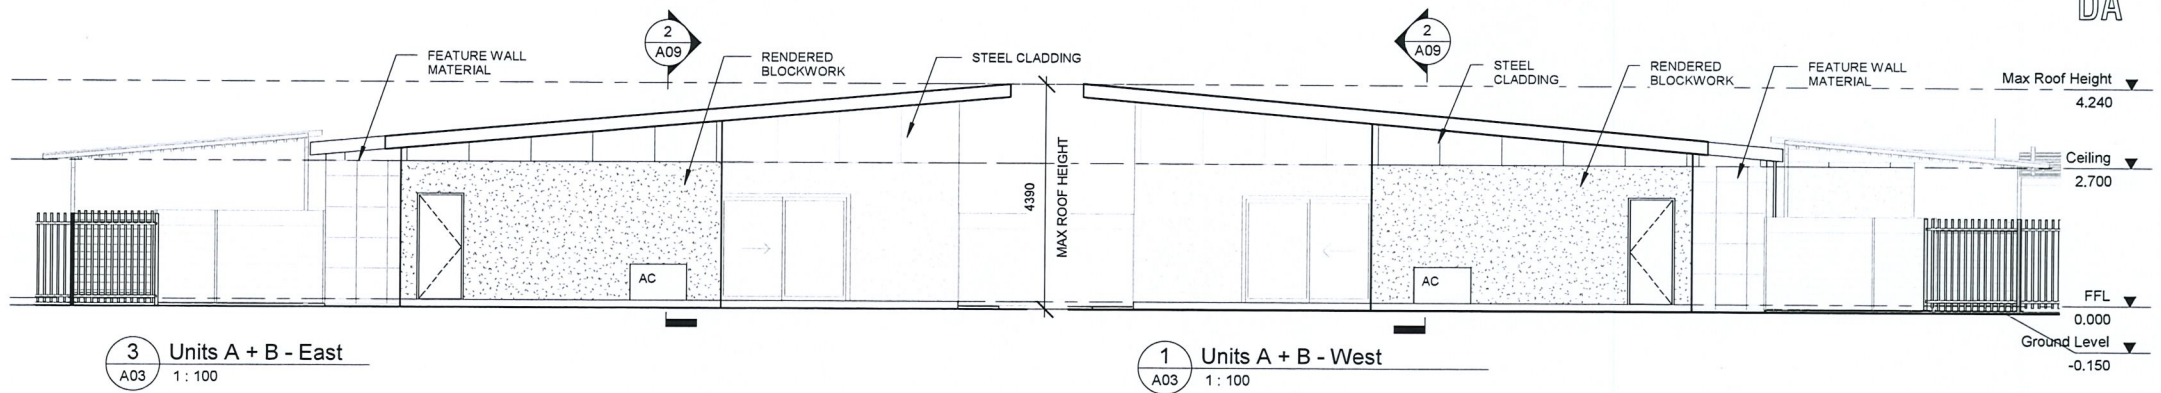 DA
2
A09
2
A09
FEATURE WALL
MATERIAL
RENDERED
BLOCKWORK
STEEL CLADDING
STEEL
CLADDING
RENDERED
BLOCKWORK
FEATURE WALL
MATERIAL
Max Roof Height
4.240
4390
MAX ROOF HEIGHT
Ceiling
2.700
AC
AC
FFL
0.000
Ground Level
-0.150
3
A03
Units A + B - East
1 : 100
1
A03
Units A + B - West
1 : 100